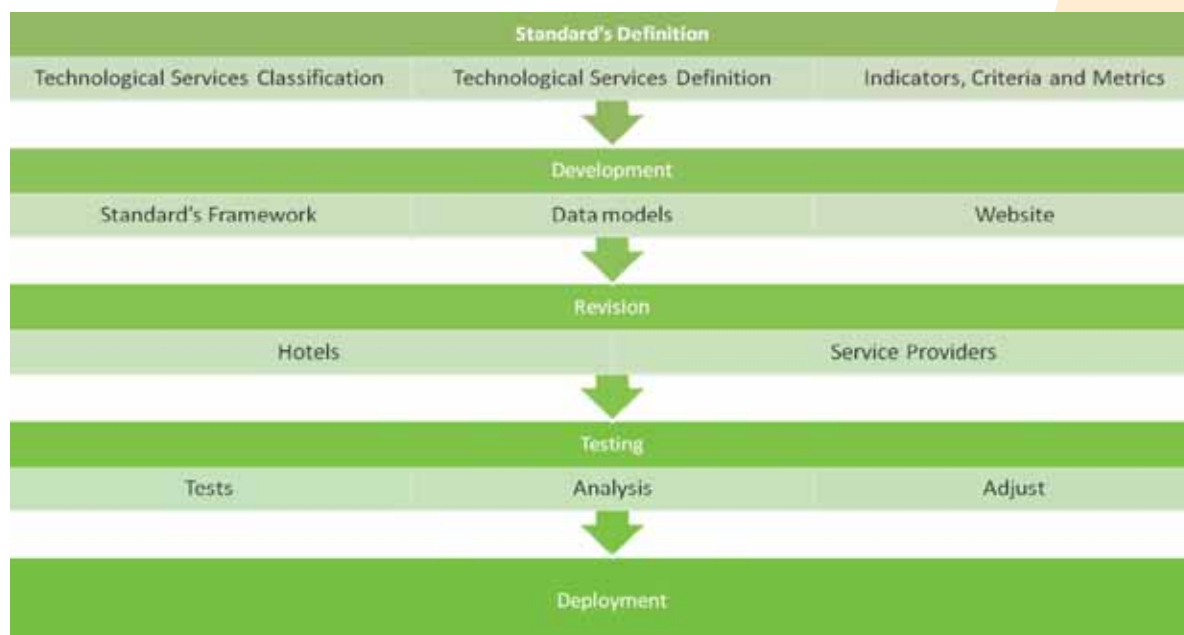 Standard's Definition
Technological Services Classification Technological Services Definition Indicators, Criteria and Metrics
Development
Standard's Framework Data models Website
Revision
Hotels Service Providers
Testing
Tests Analysis Adjust
Deployment